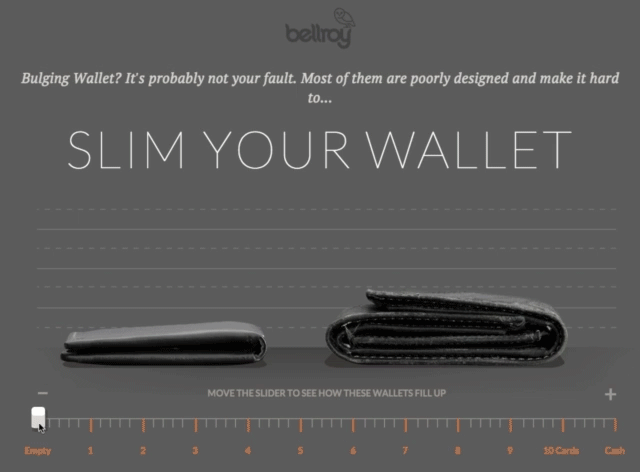 bellroy
Bulging Wallet? It's probably not your fault. Most of them are poorly designed and make it hard
to...
SLIM YOUR WALLET
MOVE THE SLIDER TO SEE HOW THESE WALLETS FILL UP
Empty 1 2 3 4 5 6 7 8 9 10 Cards Cash